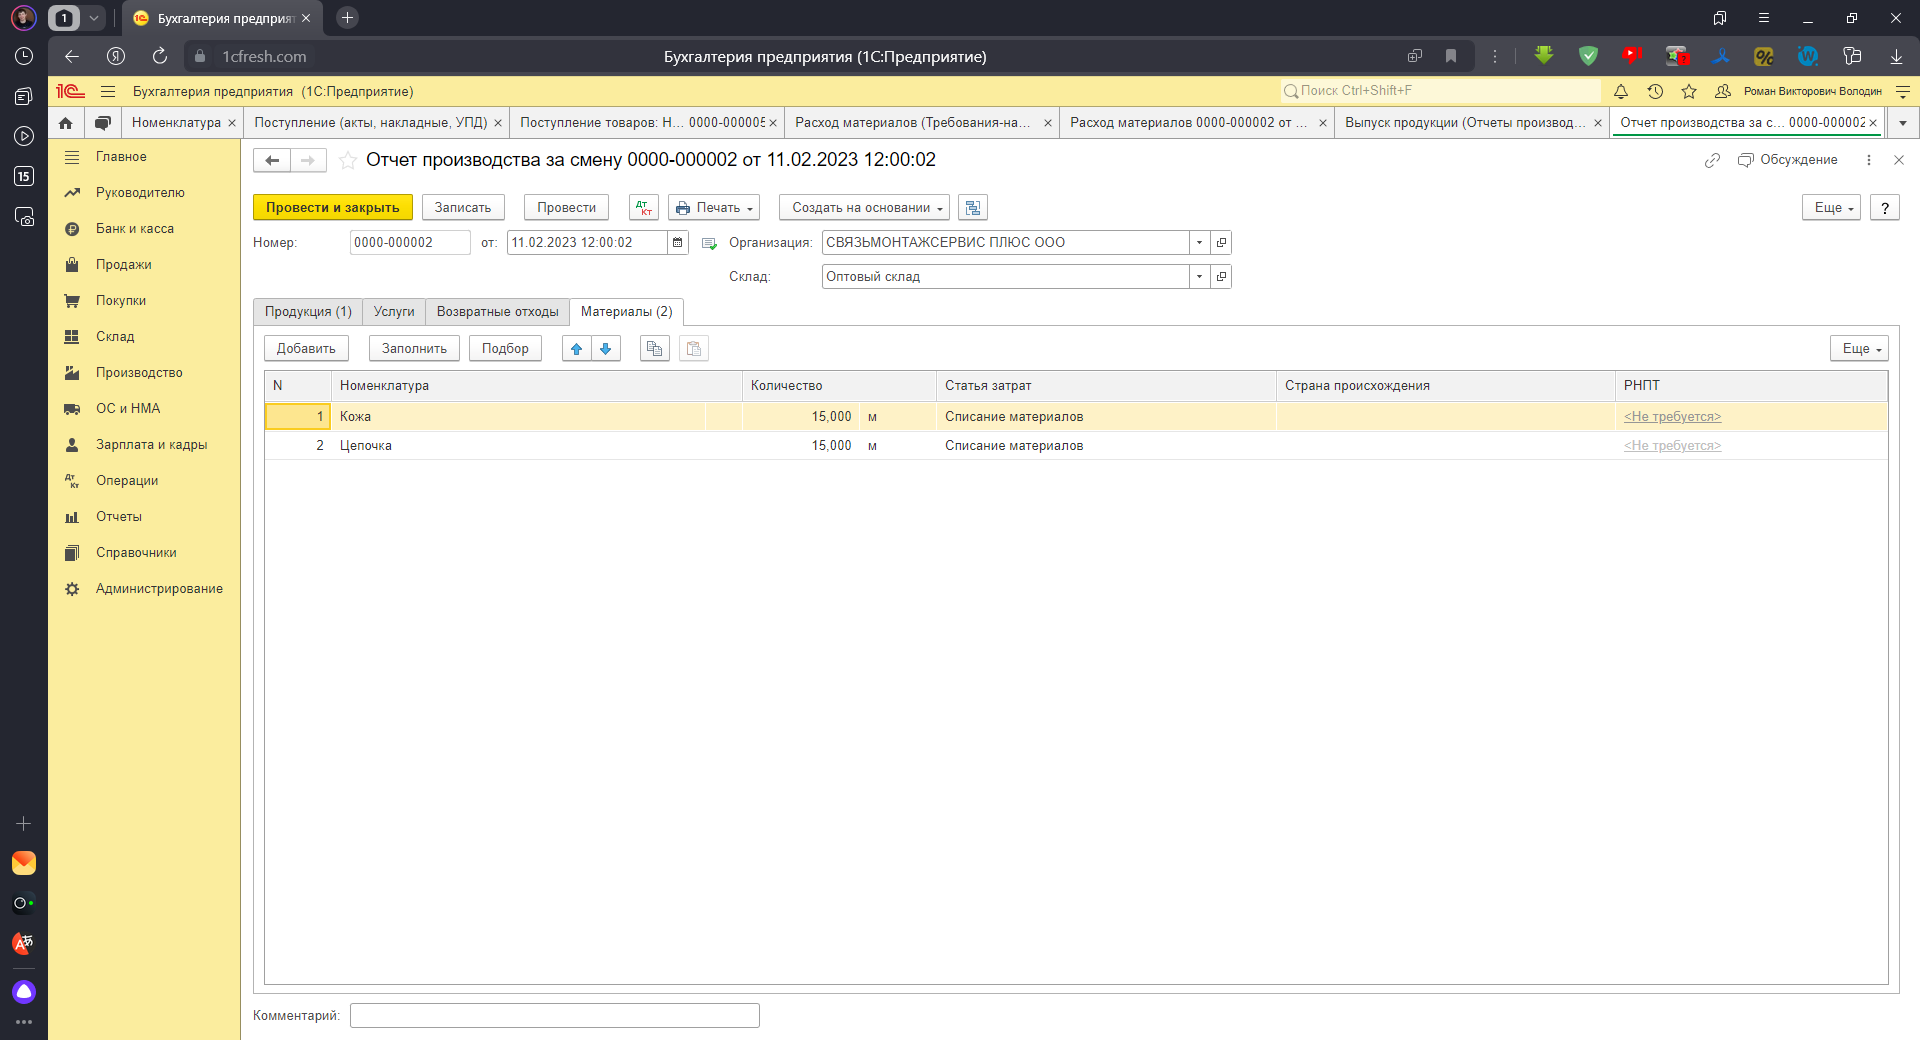 1
Бухгалтерия предприят
1cfresh.com
Бухгалтерия предприятия (1С:Предприятие)
Бухгалтерия предприятия (1С:Предприятие)
Поиск Ctrl+Shift+F
Роман Викторович Володин
Номенклатура
Поступление (акты, накладные, УПД)
Поступление товаров: Н... 0000-000005
Расход материалов (Требования-на...
Расход материалов 0000-000002 от ...
Выпуск продукции (Отчеты производ...
Отчет производства за с... 0000-000002
15
Главное
Руководителю
Банк и касса
Продажи
Покупки
Склад
Производство
ОС и НМА
Зарплата и кадры
Операции
Отчеты
Справочники
Администрирование
Отчет производства за смену 0000-000002 от 11.02.2023 12:00:02
Обсуждение
Провести и закрыть
Записать
Провести
Дт Кт
Печать
Создать на основании
Еще
?
Номер:
0000-000002
от:
11.02.2023 12:00:02
Организация:
СВЯЗЬМОНТАЖСЕРВИС ПЛЮС ООО
Склад:
Оптовый склад
Продукция (1)
Услуги
Возвратные отходы
Материалы (2)
Добавить
Заполнить
Подбор
Еще
N Номенклатура Количество Статья затрат Страна происхождения РНПТ
1 Кожа 15,000 м Списание материалов <Не требуется>
2 Цепочка 15,000 м Списание материалов <Не требуется>
Комментарий: